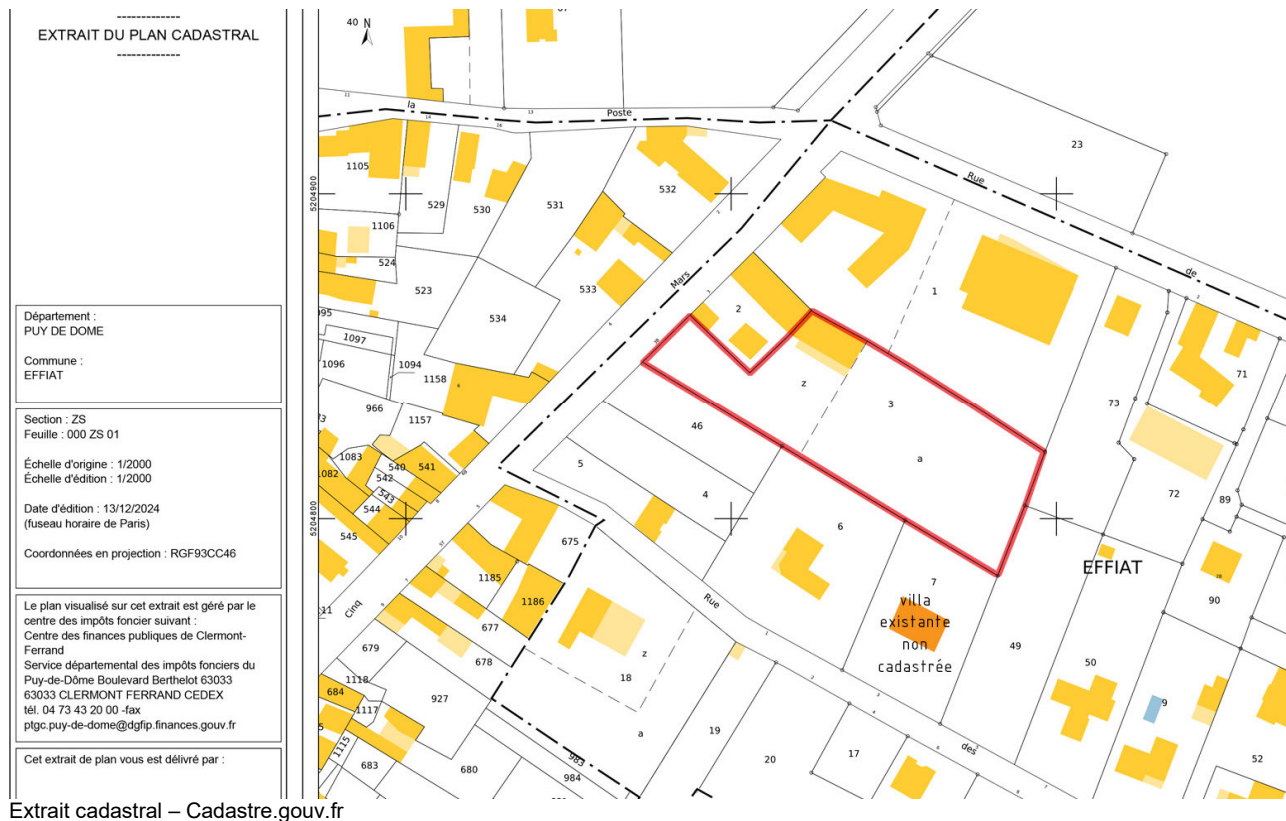 -------------
EXTRAIT DU PLAN CADASTRAL
-------------
Département :
PUY DE DOME
Commune :
EFFIAT
Section : ZS
Feuille : 000 ZS 01
Échelle d'origine : 1/2000
Échelle d'édition : 1/2000
Date d'édition : 13/12/2024
(fuseau horaire de Paris)
Coordonnées en projection : RGF93CC46
Le plan visualisé sur cet extrait est géré par le
centre des impôts foncier suivant :
Centre des finances publiques de Clermont-
Ferrand
Service départemental des impôts fonciers du
Puy-de-Dôme Boulevard Berthelot 63033
63033 CLERMONT FERRAND CEDEX
tél. 04 73 43 20 00 -fax
ptgc.puy-de-dome@dgfip.finances.gouv.fr
Cet extrait de plan vous est délivré par :
40
N
11
la
14
16
13
Poste
23
Rue
de
1105
529
530
531
532
5204900
1106
524
523
533
534
Mars
1
2
1097
1096
1094
1158
966
1157
z
3
a
46
4
5
6
7
73
71
72
89
90
1083
1082
540
541
542
543
544
545
5204800
675
1185
1186
677
678
679
Cinq
Rue
des
EFFIAT
villa
existante
non
cadastrée
49
50
9
52
z
18
a
19
20
17
1118
684
1117
1115
927
683
680
983
984
Extrait cadastral – Cadastre.gouv.fr